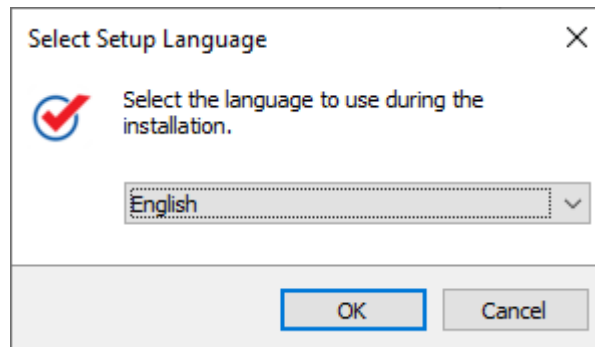 Select Setup Language
Select the language to use during the
installation.
English
OK
Cancel